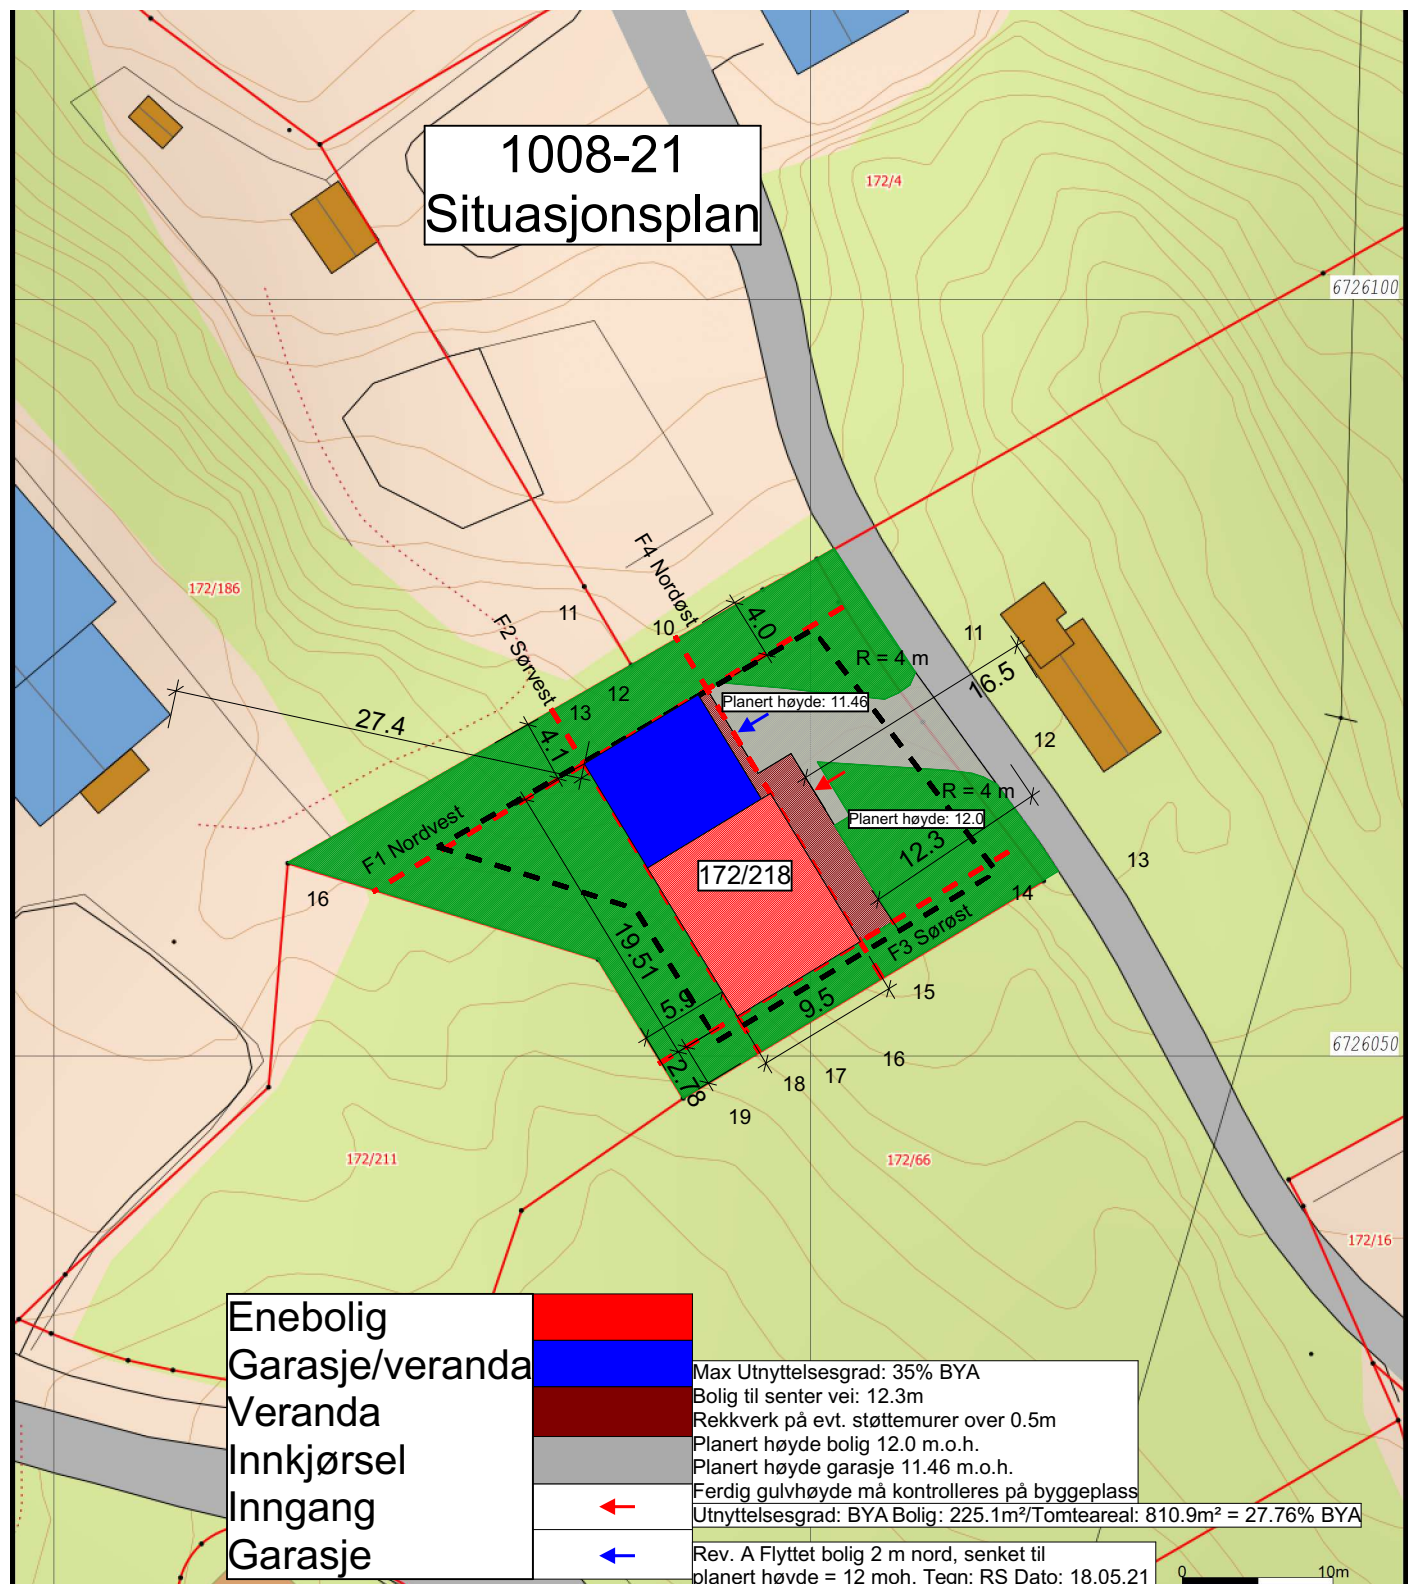 1008-21
Situasjonsplan
172/4
6726100
172/186
F4 Nordøst
F2 Sørvest
11
10
4.0
11
R = 4 m
12
16.5
Planert høyde: 11.46
13
27.4
4.1
12
R = 4 m
Planert høyde: 12.0
F1 Nordvest
12.3
13
172/218
16
14
19.51
F3 Sørøst
5.9
9.5
15
6726050
16
17
2.78
18
19
172/211
172/66
172/16
Enebolig
Garasje/veranda
Veranda
Innkjørsel
Inngang
Garasje
Max Utnyttelsesgrad: 35% BYA
Bolig til senter vei: 12.3m
Rekkverk på evt. støttemurer over 0.5m
Planert høyde bolig 12.0 m.o.h.
Planert høyde garasje 11.46 m.o.h.
Ferdig gulvhøyde må kontrolleres på byggeplass
Utnyttelsesgrad: BYA Bolig: 225.1m²/Tomteareal: 810.9m² = 27.76% BYA
Rev. A Flyttet bolig 2 m nord, senket til
planert høyde = 12 moh. Tegn: RS Dato: 18.05.21
0 10m